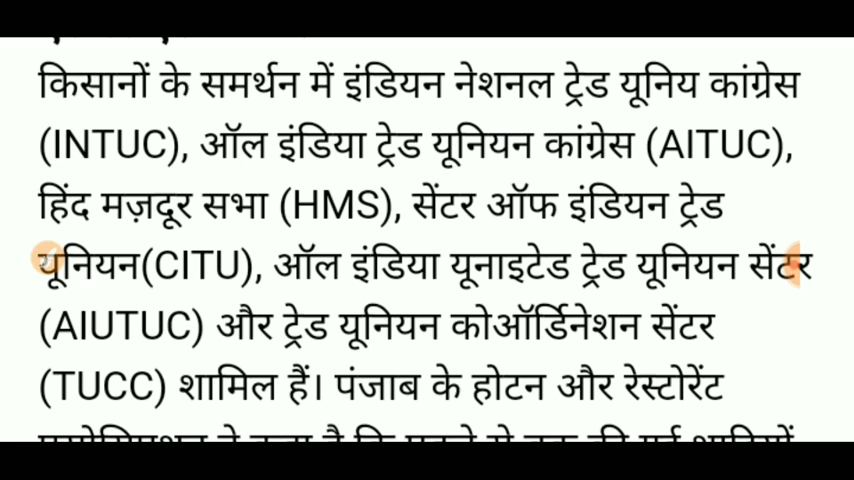 किसानों के समर्थन में इंडियन नेशनल ट्रेड यूनिय कांग्रेस
(INTUC), ऑल इंडिया ट्रेड यूनियन कांग्रेस (AITUC),
हिंद मज़दूर सभा (HMS), सेंटर ऑफ इंडियन ट्रेड
यूनियन(CITU), ऑल इंडिया यूनाइटेड ट्रेड यूनियन सेंटर
(AIUTUC) और ट्रेड यूनियन कोऑर्डिनेशन सेंटर
(TUCC) शामिल हैं। पंजाब के होटन और रेस्टोरेंट